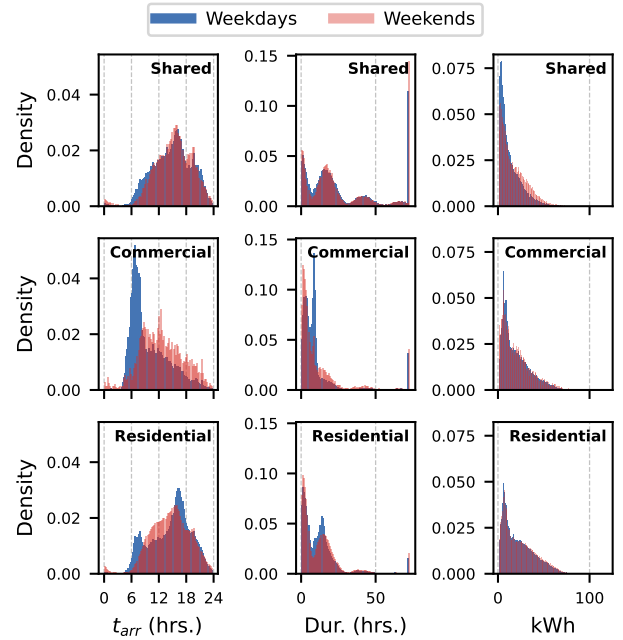 Weekdays Weekends
Density 0.04 0.02 0.00 Shared
0.15 0.10 0.05 0.00 Shared
0.075 0.050 0.025 0.000 Shared
Density 0.04 0.02 0.00 Commercial
0.15 0.10 0.05 0.00 Commercial
0.075 0.050 0.025 0.000 Commercial
Density 0.04 0.02 0.00 Residential
0.15 0.10 0.05 0.00 Residential
0.075 0.050 0.025 0.000 Residential
0 6 12 18 24 0 50 0 100
t_arr (hrs.) Dur. (hrs.) kWh